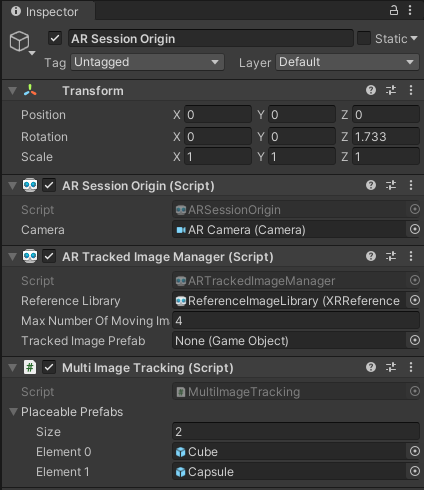 Inspector
AR Session Origin Static
Tag Untagged Layer Default
Transform
Position X 0 Y 0 Z 0
Rotation X 0 Y 0 Z 1.733
Scale X 1 Y 1 Z 1
AR Session Origin (Script)
Script ARSessionOrigin
Camera AR Camera (Camera)
AR Tracked Image Manager (Script)
Script ARTrackedImageManager
Reference Library ReferenceImageLibrary (XRReference
Max Number Of Moving Im 4
Tracked Image Prefab None (Game Object)
Multi Image Tracking (Script)
Script MultiImageTracking
Placeable Prefabs
Size 2
Element 0 Cube
Element 1 Capsule